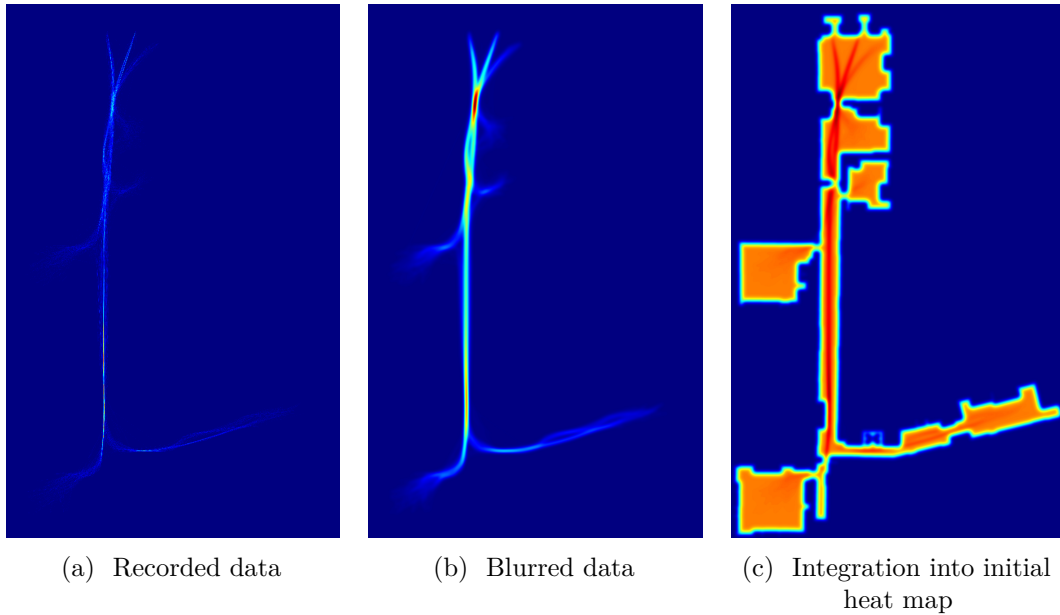 (a) Recorded data
(b) Blurred data
(c) Integration into initial
heat map